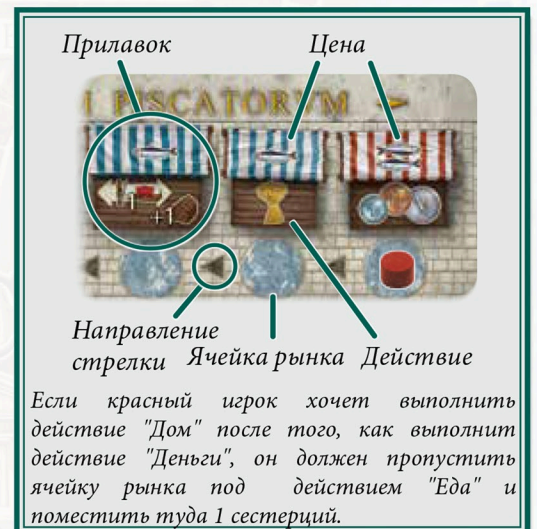 Прилавок Цена
I PISCATORVM
1
+1
Направление
стрелки Ячейка рынка Действие
Если красный игрок хочет выполнить
действие "Дом" после того, как выполнит
действие "Деньги", он должен пропустить
ячейку рынка под действием "Еда" и
поместить туда 1 сестерций.